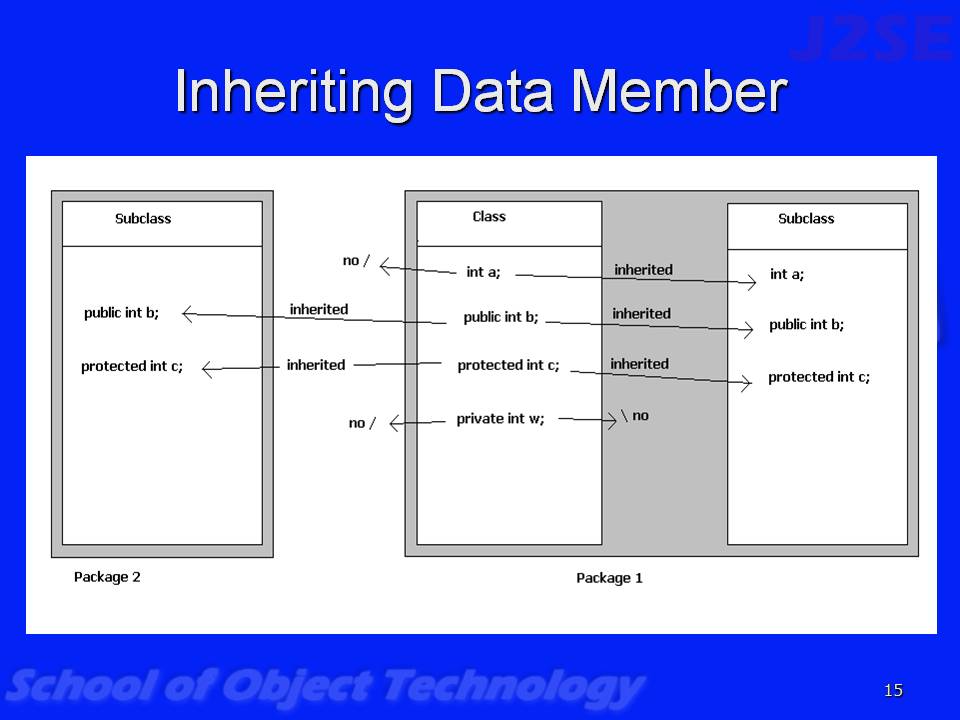 J2SE
Inheriting Data Member
Subclass
Class
Subclass
no /
int a;
inherited
int a;
public int b;
inherited
public int b;
inherited
public int b;
protected int c;
inherited
protected int c;
inherited
protected int c;
no /
private int w;
\ no
Package 2
Package 1
School of Object Technology
15